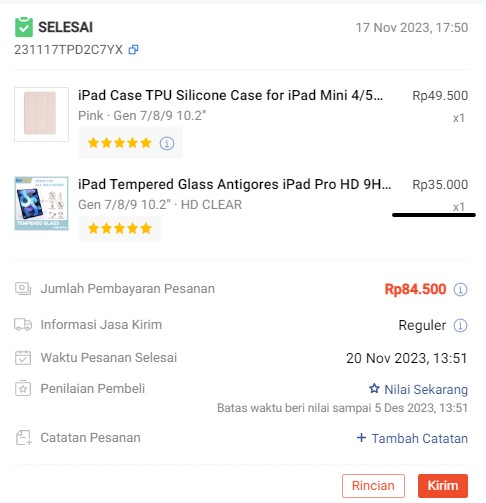 SELESAI
17 Nov 2023, 17:50
231117TPD2C7YX
iPad Case TPU Silicone Case for iPad Mini 4/5...
Rp49.500
Pink · Gen 7/8/9 10.2"
x1
iPad Tempered Glass Antigores iPad Pro HD 9H...
Rp35.000
Gen 7/8/9 10.2" · HD CLEAR
x1
TEMPERED GLASS
Jumlah Pembayaran Pesanan
Rp84.500
Informasi Jasa Kirim
Reguler
Waktu Pesanan Selesai
20 Nov 2023, 13:51
Penilaian Pembeli
Nilai Sekarang
Batas waktu beri nilai sampai 5 Des 2023, 13:51
Catatan Pesanan
+ Tambah Catatan
Rincian
Kirim